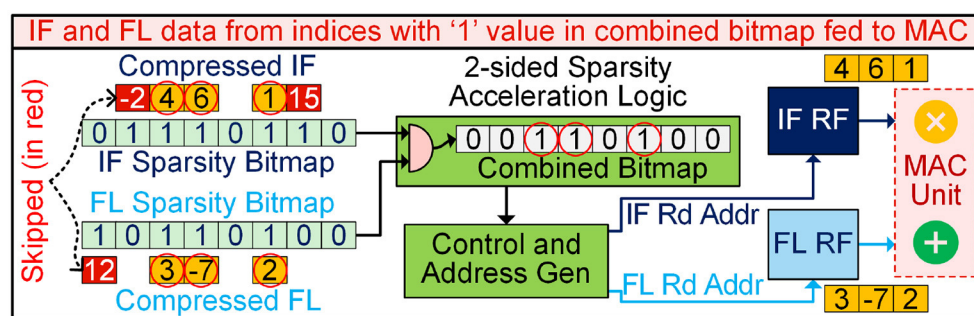 IF and FL data from indices with ‘1’ value in combined bitmap fed to MAC
Skipped (in red)
Compressed IF
-2 4 6 1 15
0 1 1 1 0 1 1 0
IF Sparsity Bitmap
FL Sparsity Bitmap
1 0 1 1 0 1 0 0
12 3 -7 2
Compressed FL
2-sided Sparsity
Acceleration Logic
0 0 1 1 0 1 0 0
Combined Bitmap
Control and
Address Gen
IF Rd Addr
FL Rd Addr
4 6 1
IF RF
FL RF
3 -7 2
×
MAC
Unit
+